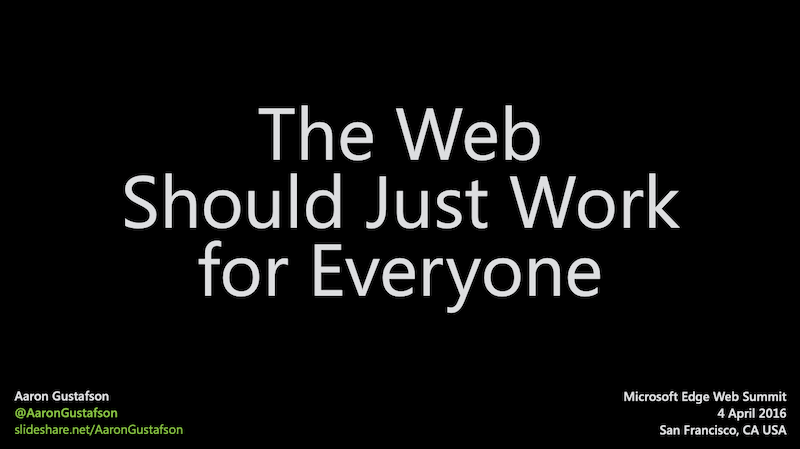 The Web
Should Just Work
for Everyone
Aaron Gustafson
@AaronGustafson
slideshare.net/AaronGustafson
Microsoft Edge Web Summit
4 April 2016
San Francisco, CA USA